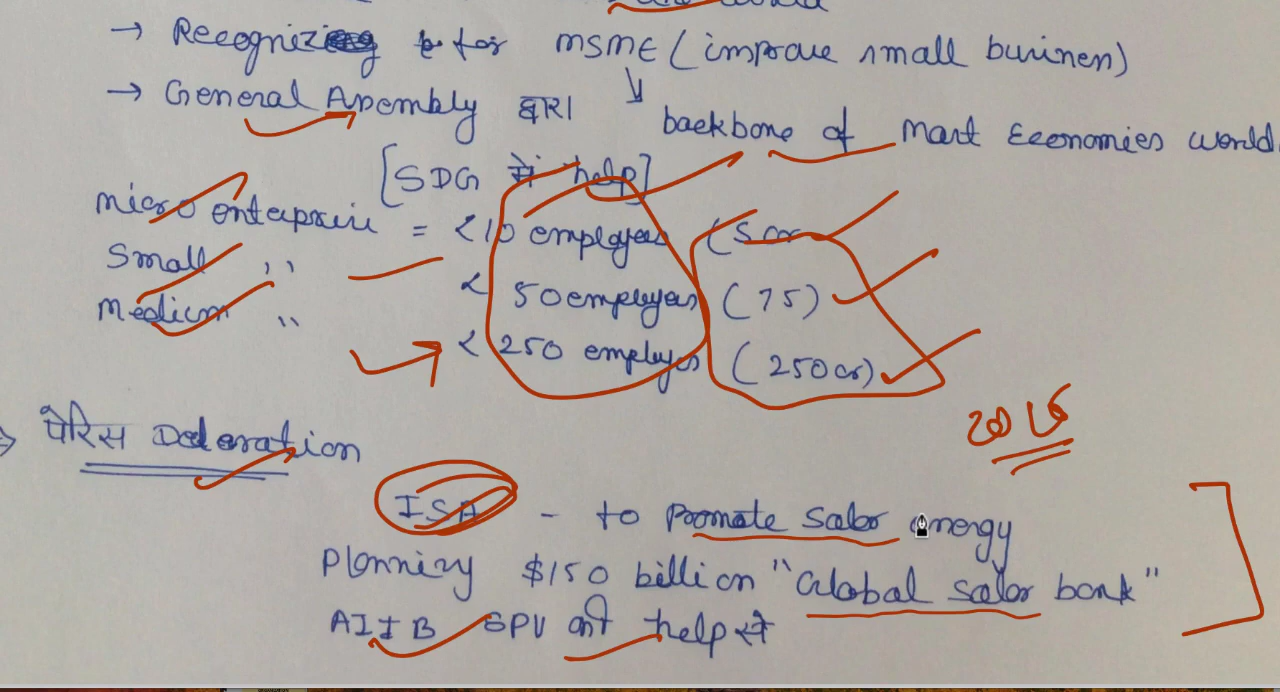 → Recognizing for MSME (improve small business)
→ General Assembly द्वारा
backbone of Mart Economies world.
[SDG में help]
micro enterprise = <10 employees (5 cr
Small ,, < 50 employees (75)
Medium ,, < 250 employes (250 cr)
2015
पेरिस Declaration
ISA - to Promote Solar energy
Planning $150 billion "Global solar bank"
AIIB SPV की help से